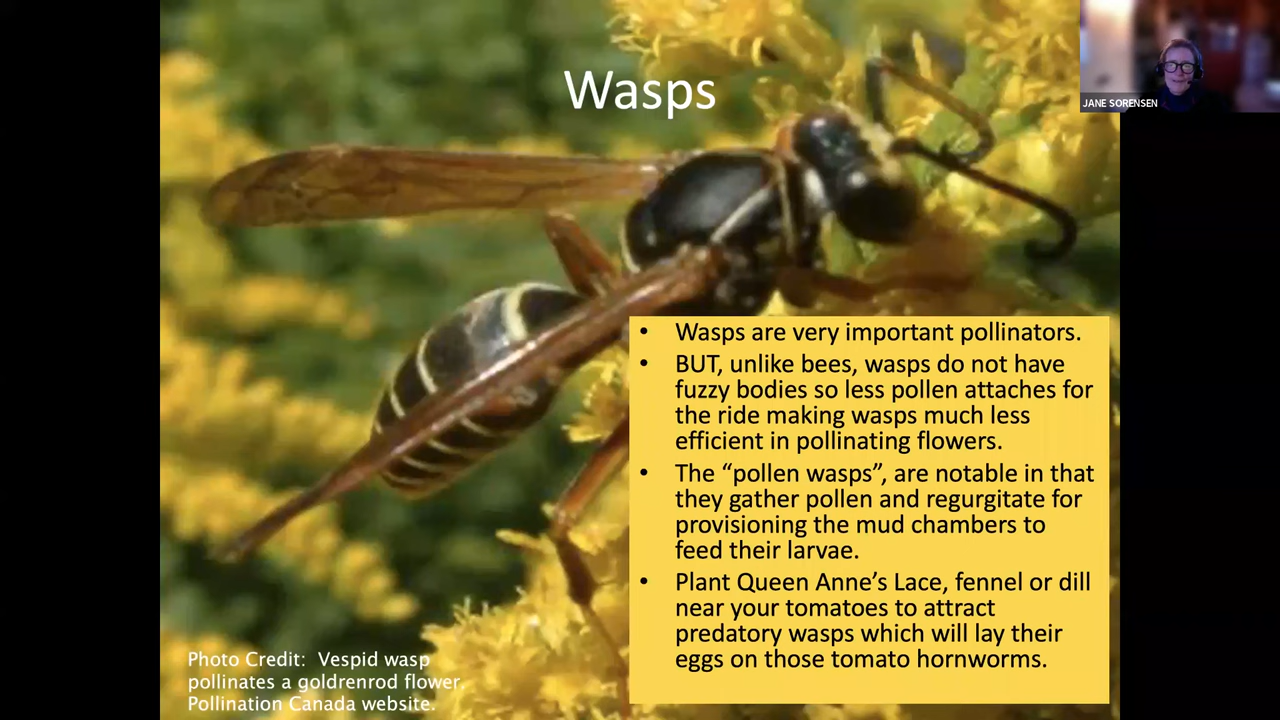 Wasps
JANE SORENSEN
• Wasps are very important pollinators.
• BUT, unlike bees, wasps do not have
fuzzy bodies so less pollen attaches for
the ride making wasps much less
efficient in pollinating flowers.
• The “pollen wasps”, are notable in that
they gather pollen and regurgitate for
provisioning the mud chambers to
feed their larvae.
• Plant Queen Anne’s Lace, fennel or dill
near your tomatoes to attract
predatory wasps which will lay their
eggs on those tomato hornworms.
Photo Credit:  Vespid wasp
pollinates a goldrenrod flower,
Pollination Canada website.